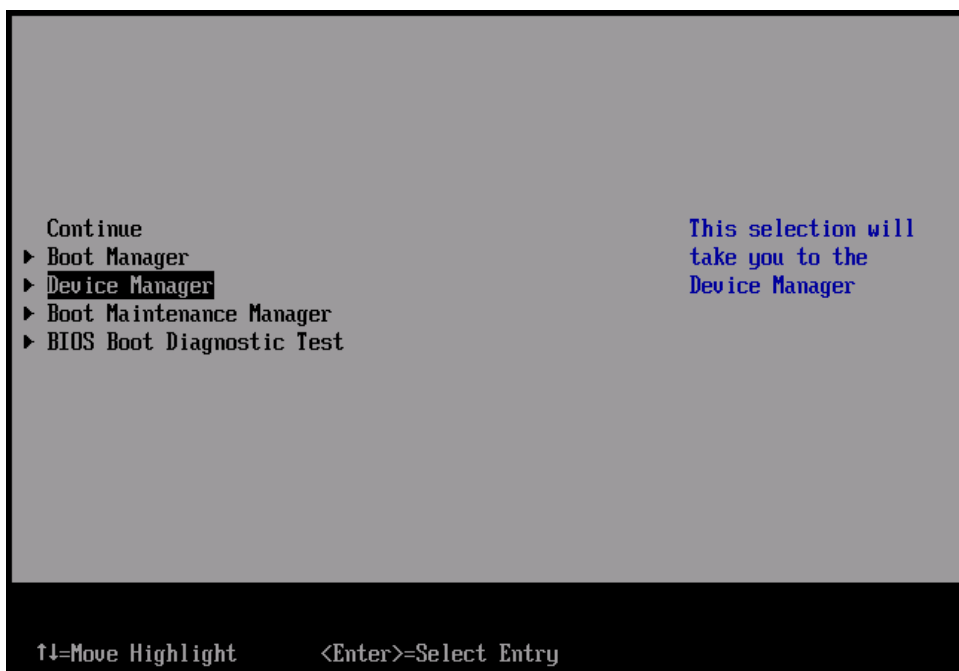 Continue
Boot Manager
Device Manager
Boot Maintenance Manager
BIOS Boot Diagnostic Test
This selection will
take you to the
Device Manager
↑↓=Move Highlight
<Enter>=Select Entry